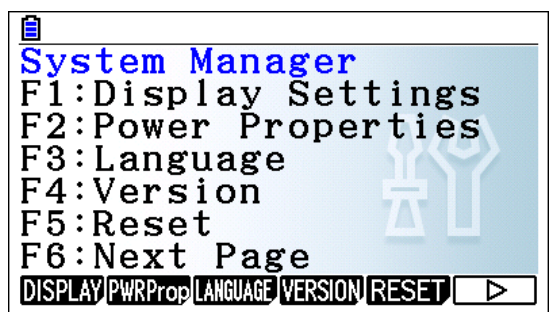 System Manager
F1:Display Settings
F2:Power Properties
F3:Language
F4:Version
F5:Reset
F6:Next Page
DISPLAY PWRProp LANGUAGE VERSION RESET ▷